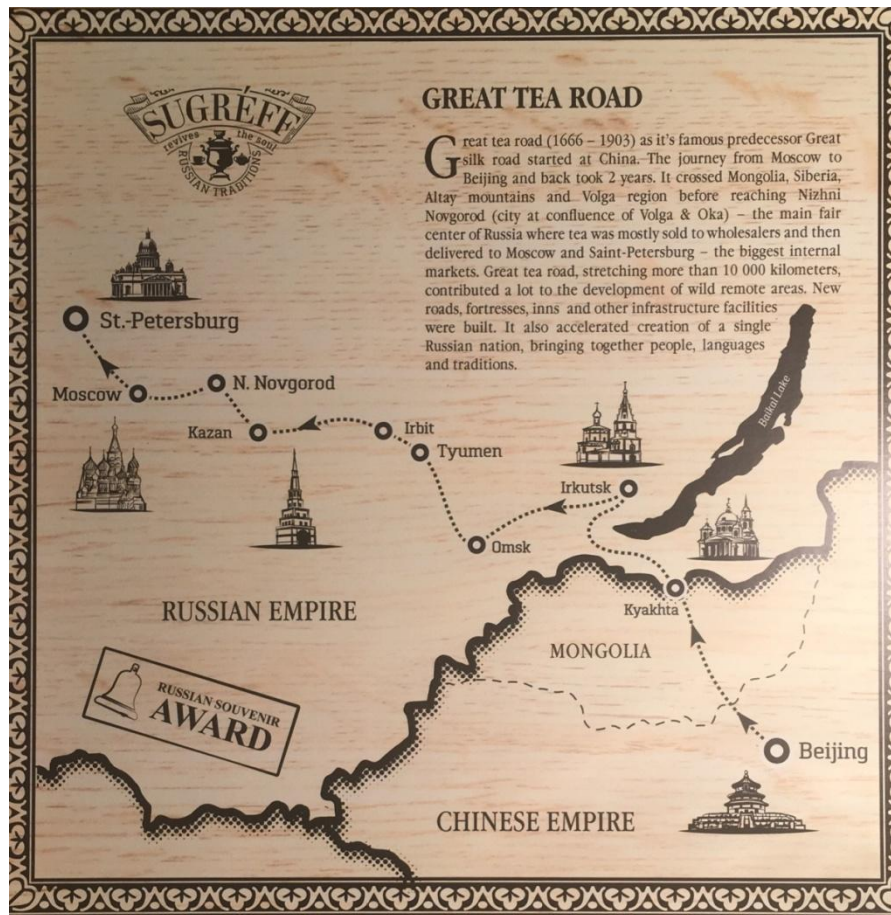 SUGRÉFF
revives the soul
RUSSIAN TRADITIONS
GREAT TEA ROAD
Great tea road (1666 – 1903) as it's famous predecessor Great
silk road started at China. The journey from Moscow to
Beijing and back took 2 years. It crossed Mongolia, Siberia,
Altay mountains and Volga region before reaching Nizhni
Novgorod (city at confluence of Volga & Oka) – the main fair
center of Russia where tea was mostly sold to wholesalers and then
delivered to Moscow and Saint-Petersburg – the biggest internal
markets. Great tea road, stretching more than 10 000 kilometers,
contributed a lot to the development of wild remote areas. New
roads, fortresses, inns and other infrastructure facilities
were built. It also accelerated creation of a single
Russian nation, bringing together people, languages
and traditions.
St.-Petersburg
Moscow
N. Novgorod
Kazan
Irbit
Tyumen
Baikal Lake
Irkutsk
Omsk
Kyakhta
RUSSIAN EMPIRE
MONGOLIA
RUSSIAN SOUVENIR
AWARD
Beijing
CHINESE EMPIRE